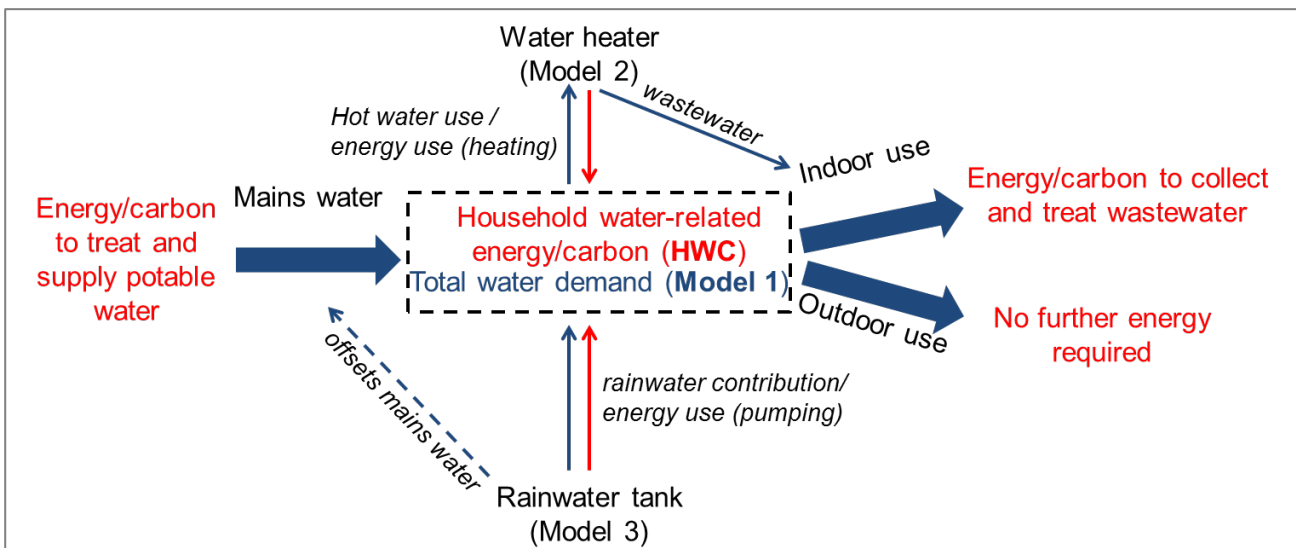 Water heater
(Model 2)
Hot water use /
energy use (heating)
wastewater
Indoor use
Mains water
Energy/carbon
to treat and
supply potable
water
Household water-related
energy/carbon (HWC)
Total water demand (Model 1)
Energy/carbon to collect
and treat wastewater
Outdoor use
No further energy
required
offsets mains water
rainwater contribution/
energy use (pumping)
Rainwater tank
(Model 3)